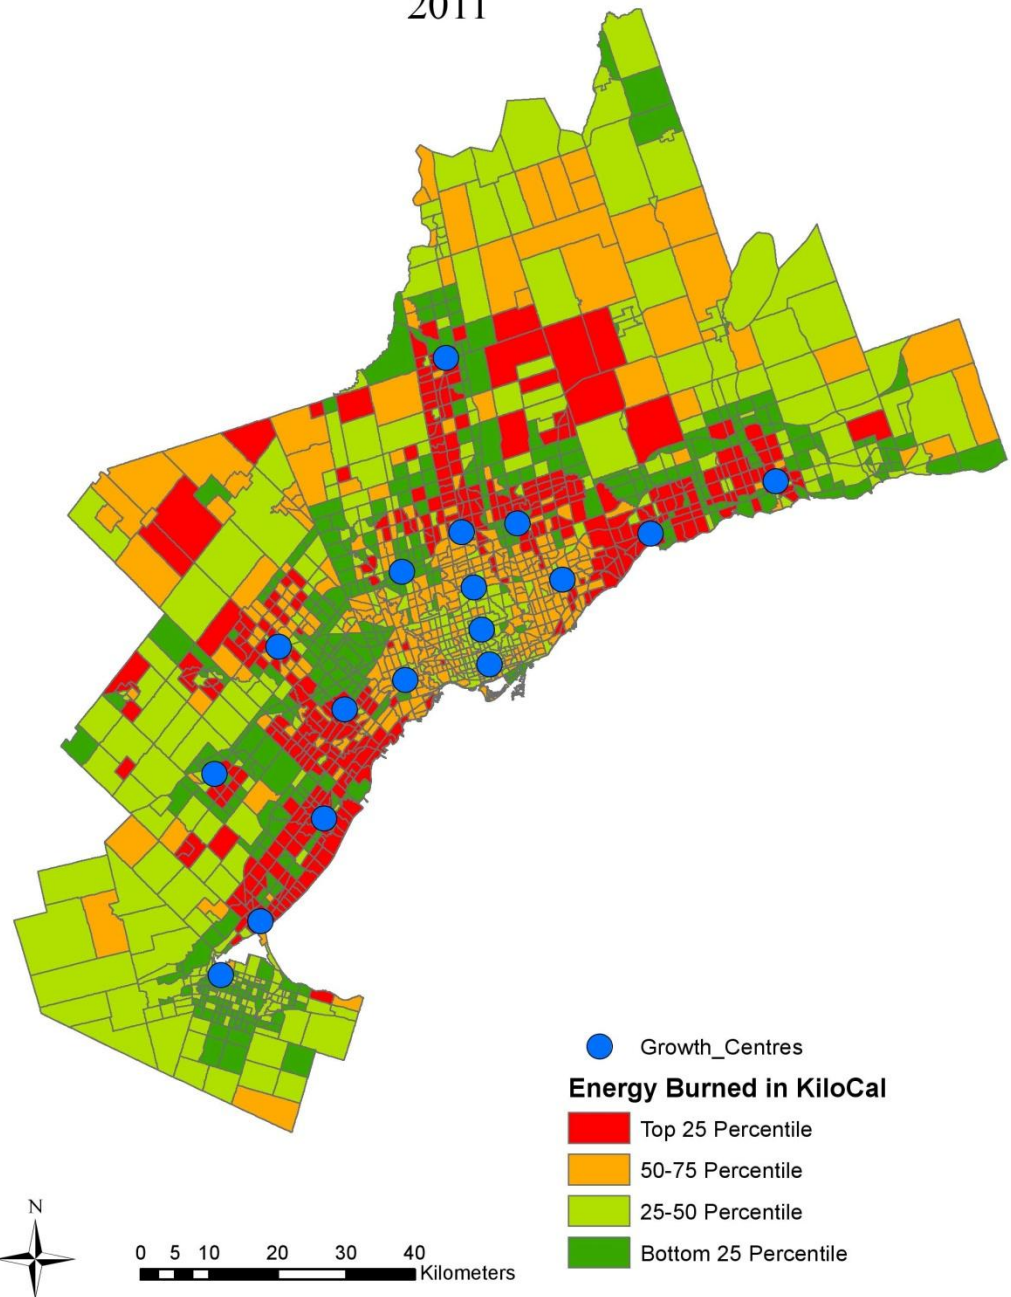 2011
Growth_Centres
Energy Burned in KiloCal
Top 25 Percentile
50-75 Percentile
25-50 Percentile
Bottom 25 Percentile
N
0 5 10 20 30 40
Kilometers